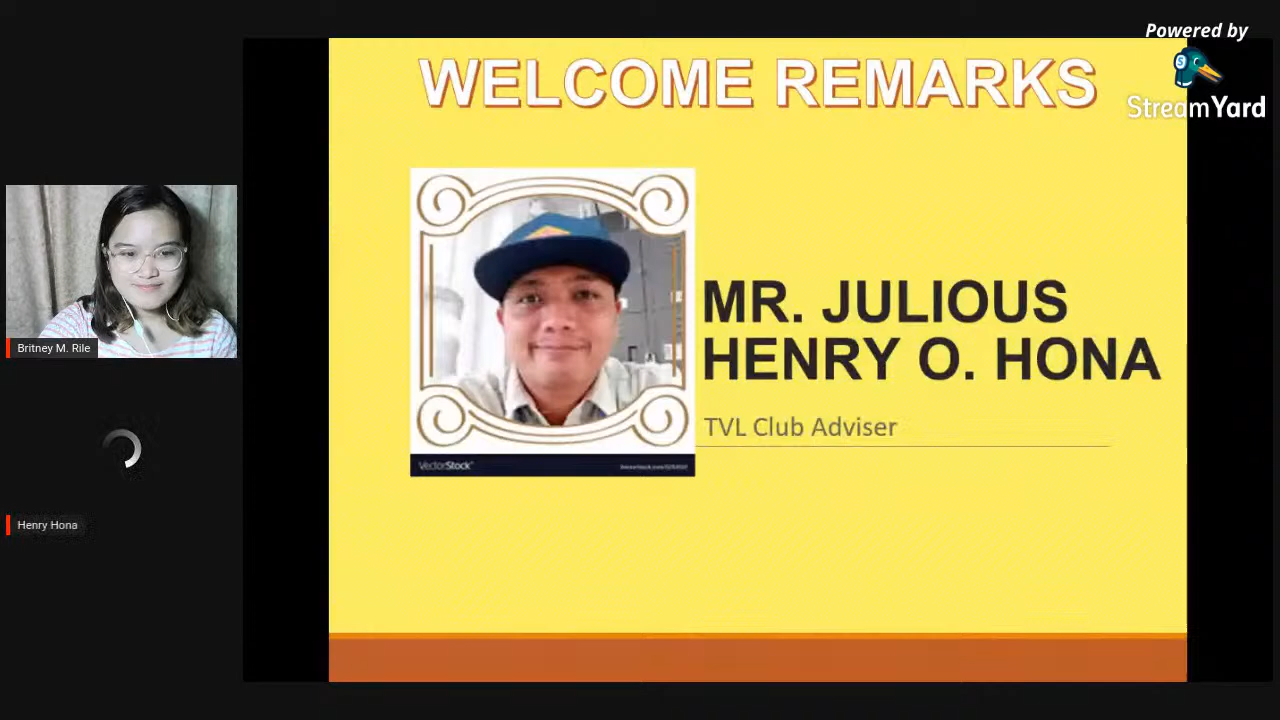 Powered by
StreamYard
WELCOME REMARKS
MR. JULIOUS
HENRY O. HONA
TVL Club Adviser
VectorStock
Britney M. Rile
Henry Hona